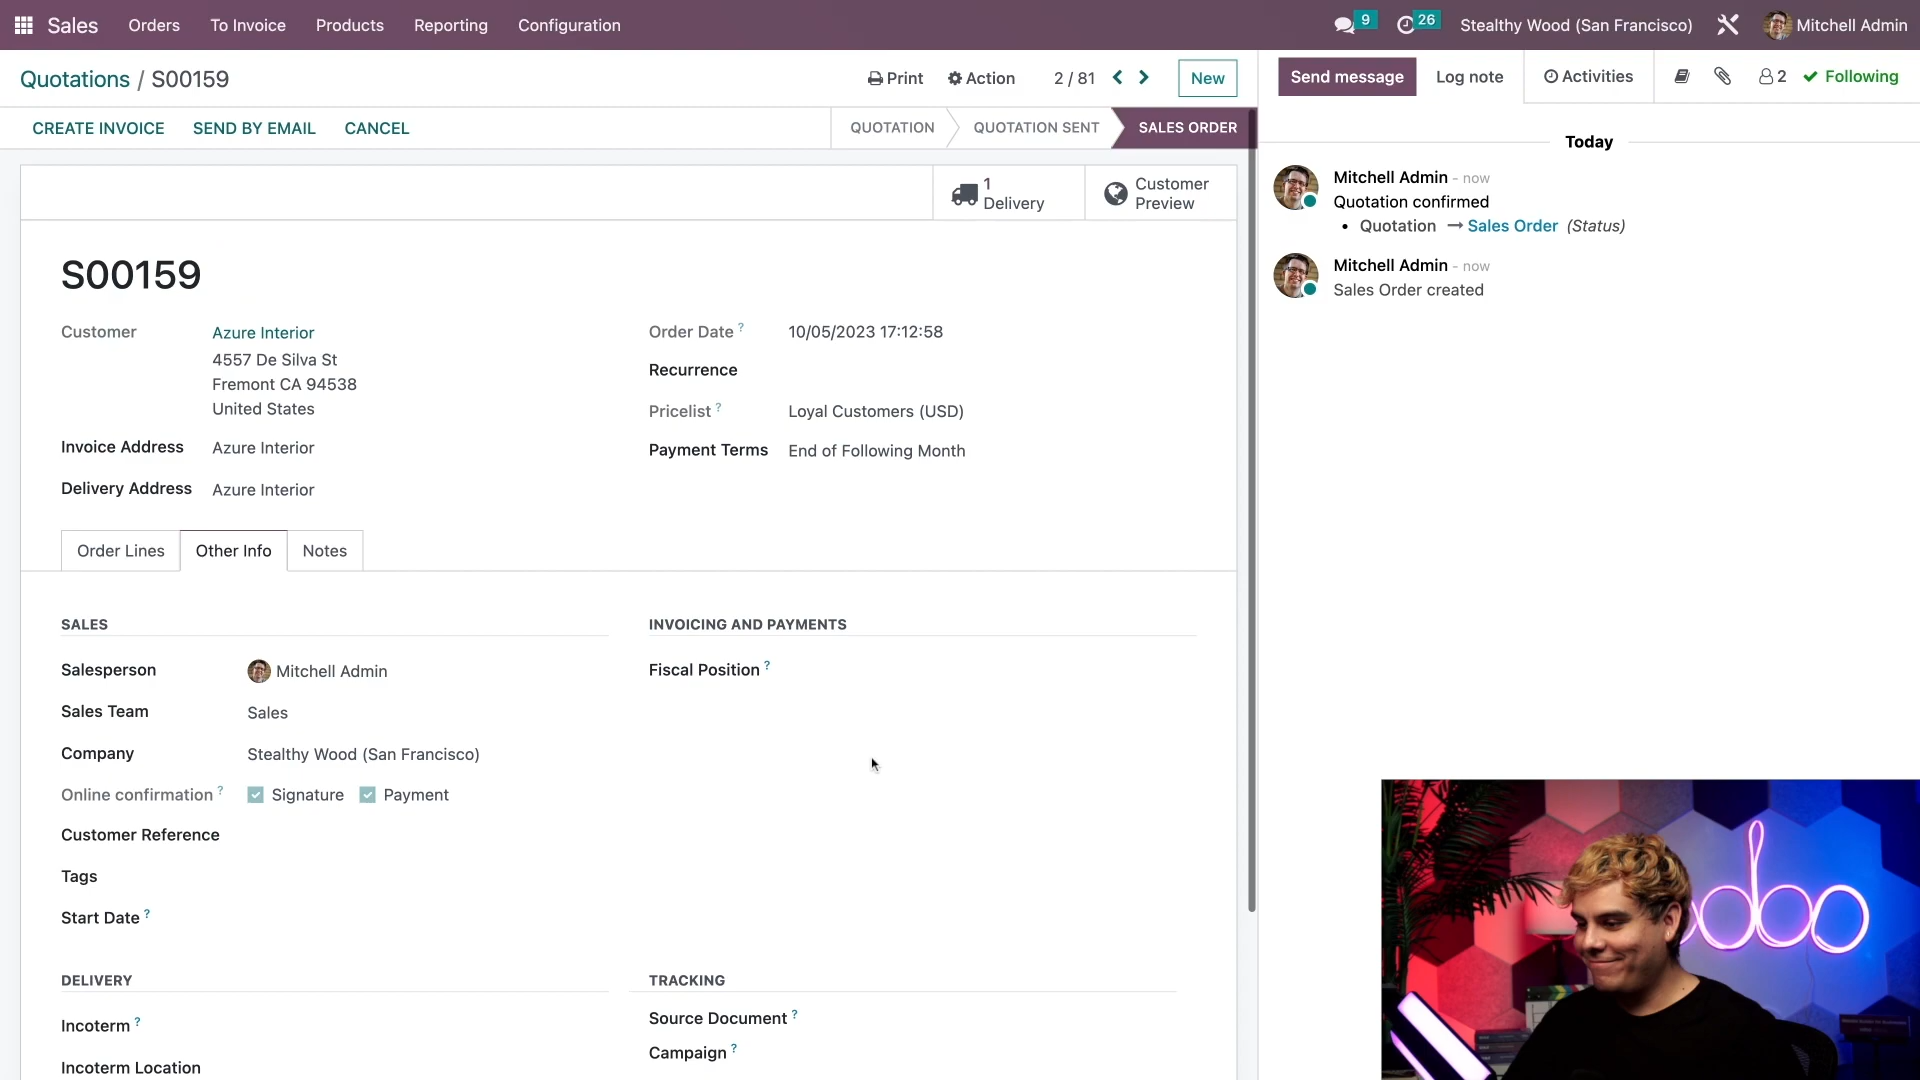 Sales Orders To Invoice Products Reporting Configuration 9 26 Stealthy Wood (San Francisco) Mitchell Admin
Quotations / S00159 Print Action 2 / 81 New
Send message Log note Activities 2 Following
CREATE INVOICE SEND BY EMAIL CANCEL QUOTATION QUOTATION SENT SALES ORDER
1
Delivery
Customer
Preview
S00159
Customer Azure Interior
4557 De Silva St
Fremont CA 94538
United States
Invoice Address Azure Interior
Delivery Address Azure Interior
Order Date ? 10/05/2023 17:12:58
Recurrence
Pricelist ? Loyal Customers (USD)
Payment Terms End of Following Month
Order Lines Other Info Notes
SALES
Salesperson Mitchell Admin
Sales Team Sales
Company Stealthy Wood (San Francisco)
Online confirmation ? Signature Payment
Customer Reference
Tags
Start Date ?
INVOICING AND PAYMENTS
Fiscal Position ?
DELIVERY
Incoterm ?
Incoterm Location
TRACKING
Source Document ?
Campaign ?
Today
Mitchell Admin - now
Quotation confirmed
• Quotation → Sales Order (Status)
Mitchell Admin - now
Sales Order created
odoo